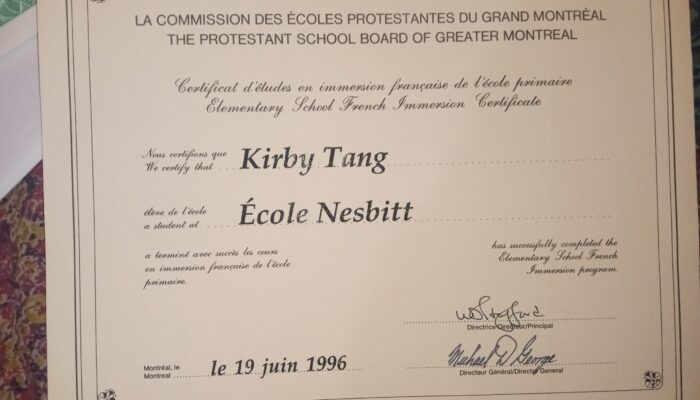 LA COMMISSION DES ÉCOLES PROTESTANTES DU GRAND MONTRÉAL
THE PROTESTANT SCHOOL BOARD OF GREATER MONTREAL
Certificat d'études en immersion française de l'école primaire
Elementary School French Immersion Certificate
Nous certifions que
We certify that
Kirby Tang
élève de l'école
a student at
École Nesbitt
a terminé avec succès les cours
en immersion française de l'école
primaire.
has successfully completed the
Elementary School French
Immersion program.
Directrice-Directeur/Principal
Michael D. George
Directeur Général/Director General
Montréal, le
Montreal
le 19 juin 1996